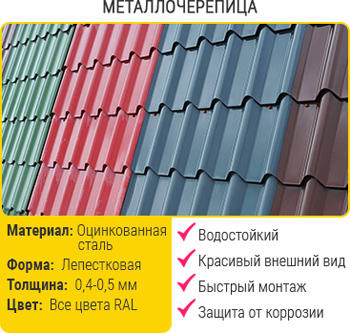 МЕТАЛЛОЧЕРЕПИЦА
Материал: Оцинкованная
сталь
Форма: Лепестковая
Толщина: 0,4-0,5 мм
Цвет: Все цвета RAL
Водостойкий
Красивый внешний вид
Быстрый монтаж
Защита от коррозии